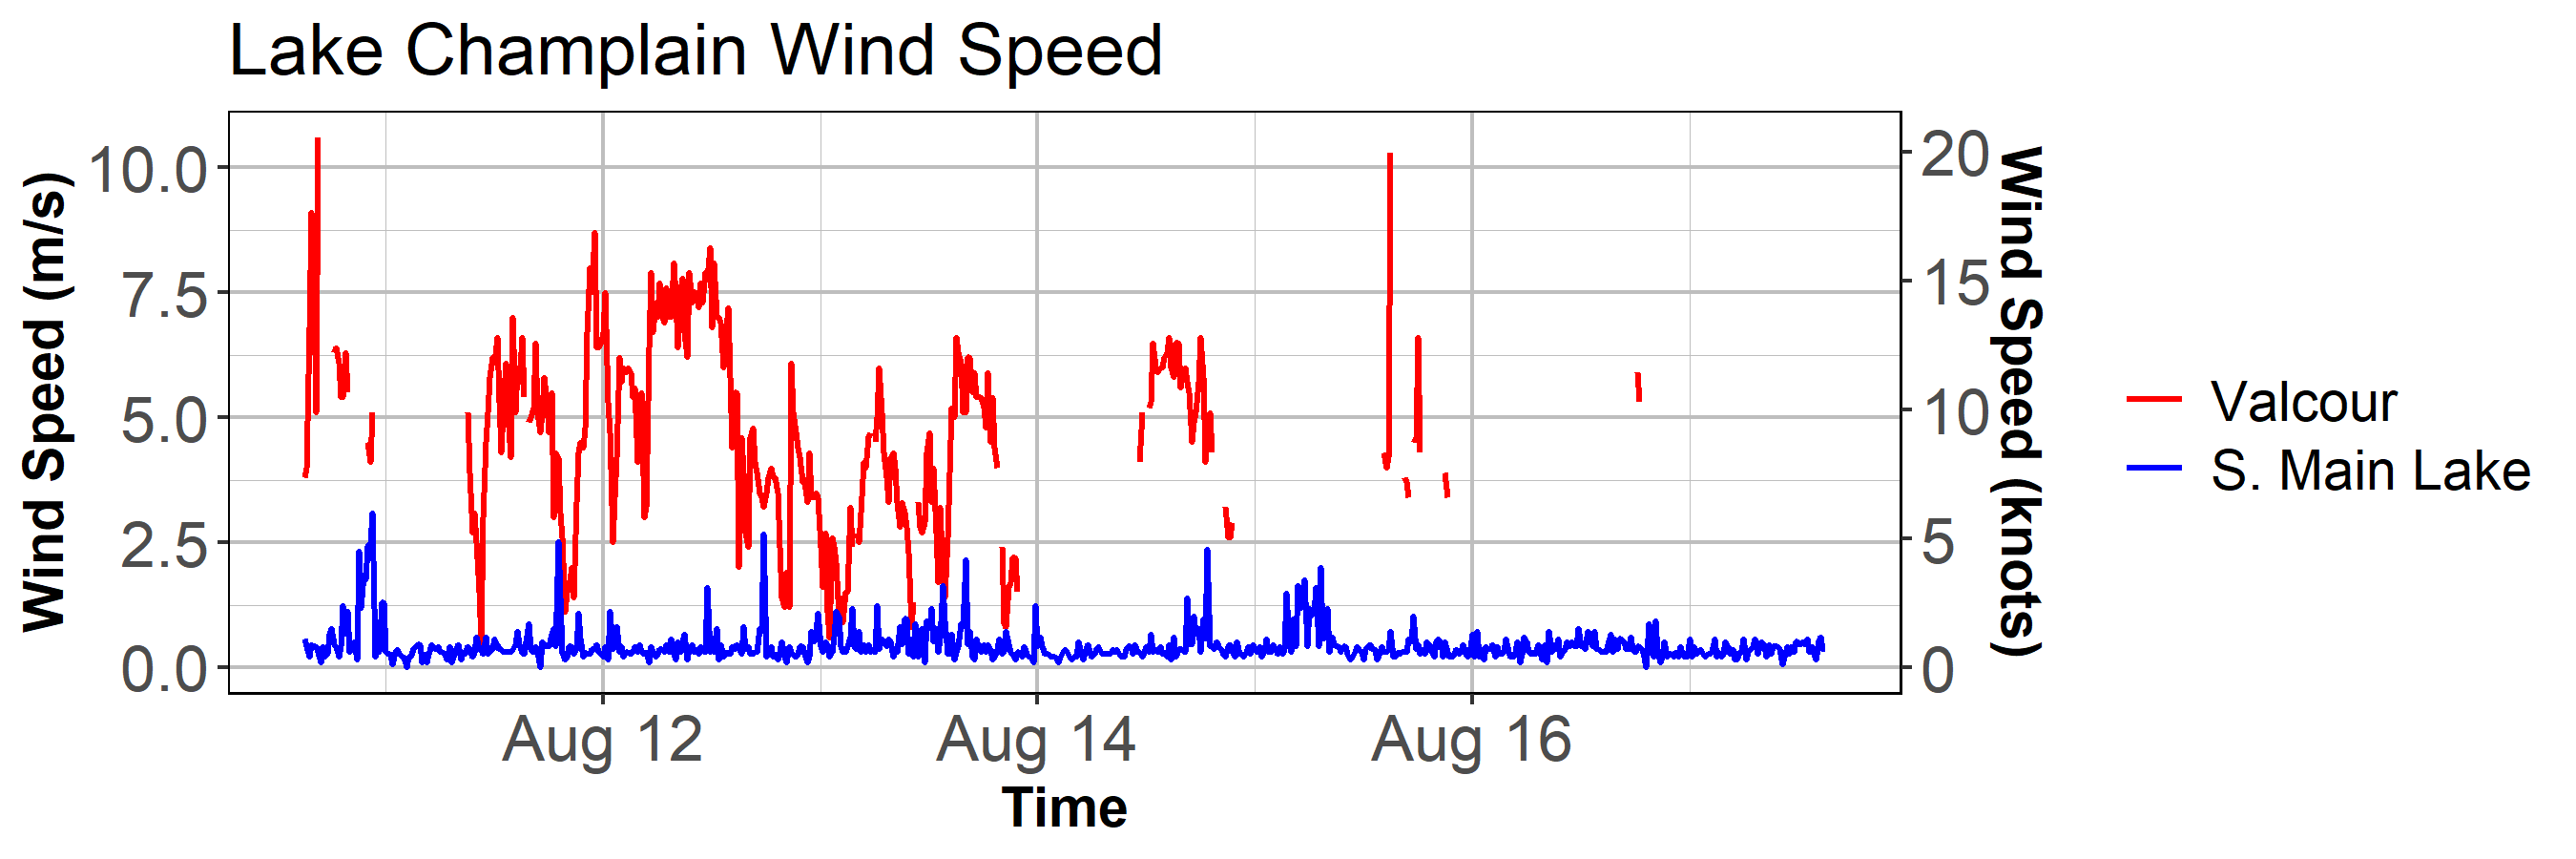 Lake Champlain Wind Speed
Wind Speed (m/s)
10.0
7.5
5.0
2.5
0.0
20
15
10
5
0
Wind Speed (knots)
Aug 12
Aug 14
Aug 16
Time
Valcour
S. Main Lake